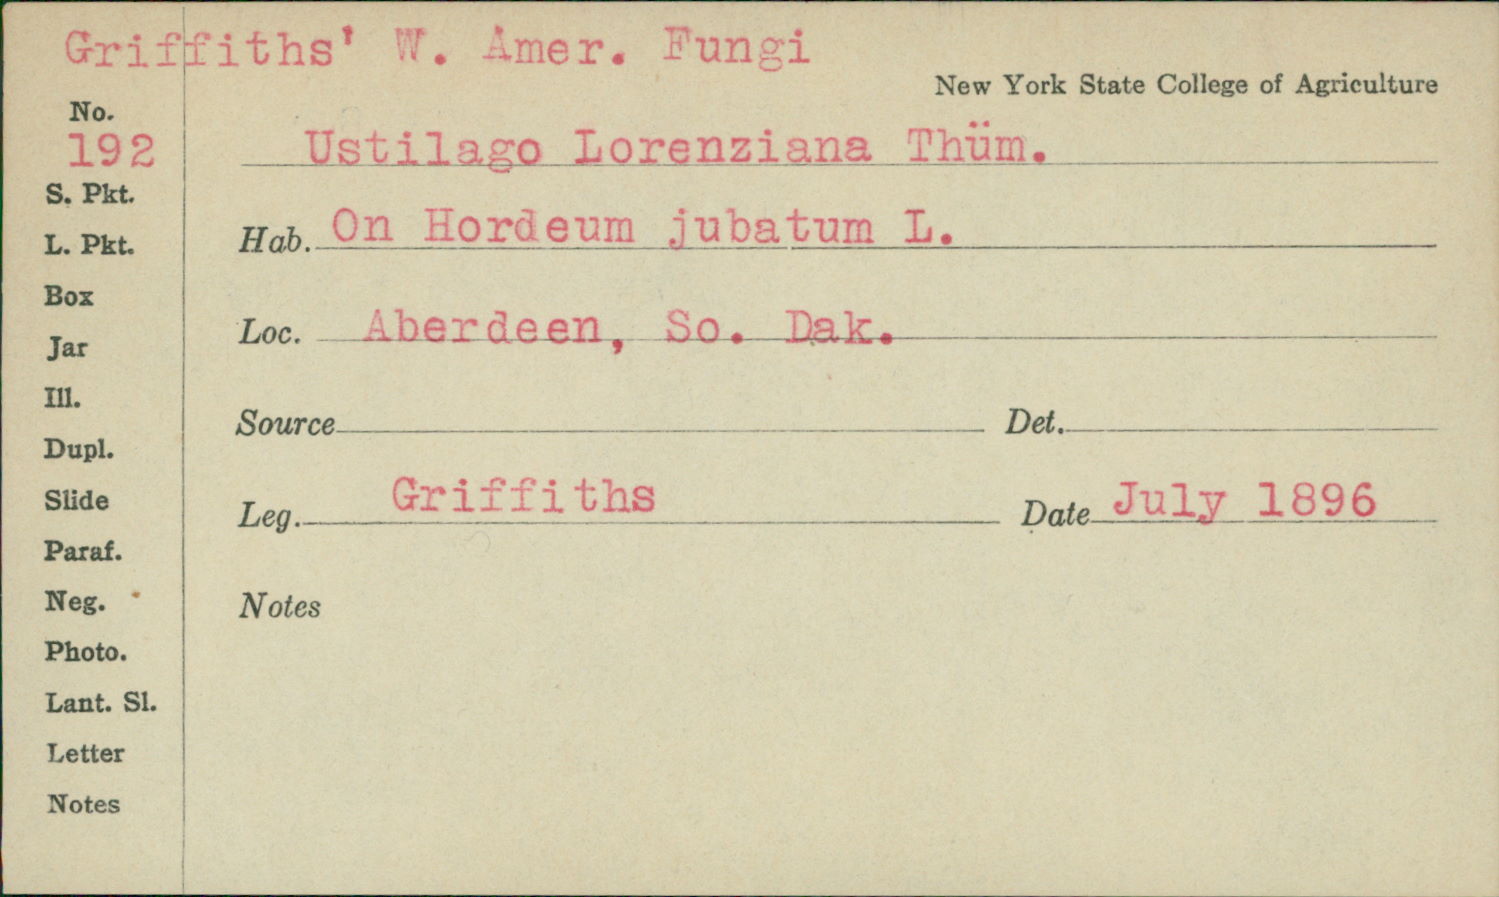 Griffiths' W. Amer. Fungi
New York State College of Agriculture
No.
192
Ustilago Lorenziana Thüm.
S. Pkt.
L. Pkt.
Hab. On Hordeum jubatum L.
Box
Jar
Loc. Aberdeen, So. Dak.
Ill.
Dupl.
Source
Det.
Slide
Leg. Griffiths
Date July 1896
Paraf.
Neg.
Notes
Photo.
Lant. Sl.
Letter
Notes